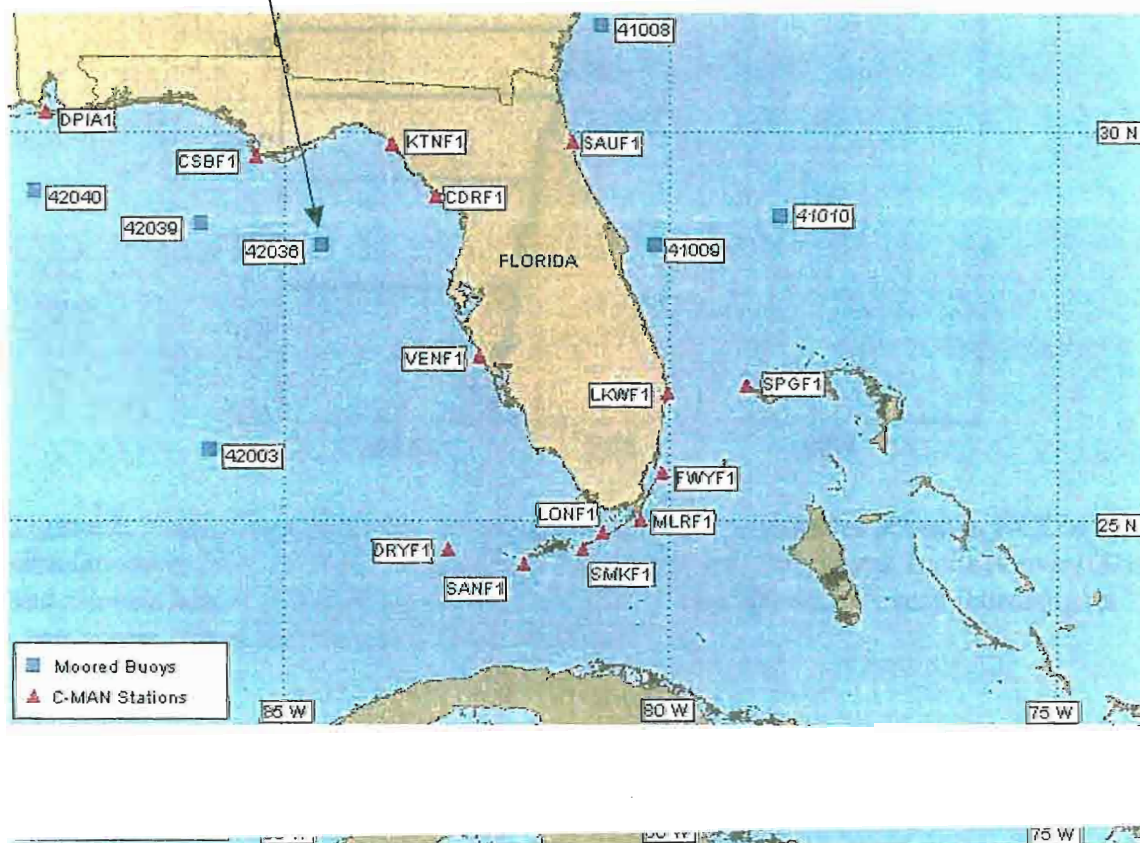 41008
DPIA1
30 N
CSBF1
KTNF1
SAUF1
42040
CDRF1
42039
41010
42036
41009
FLORIDA
VENF1
LKWF1
SPGF1
42003
FWYF1
LONF1
MLRF1
25 N
DRYF1
SANF1
SMKF1
Moored Buoys
C-MAN Stations
85 W
80 W
75 W
75 W